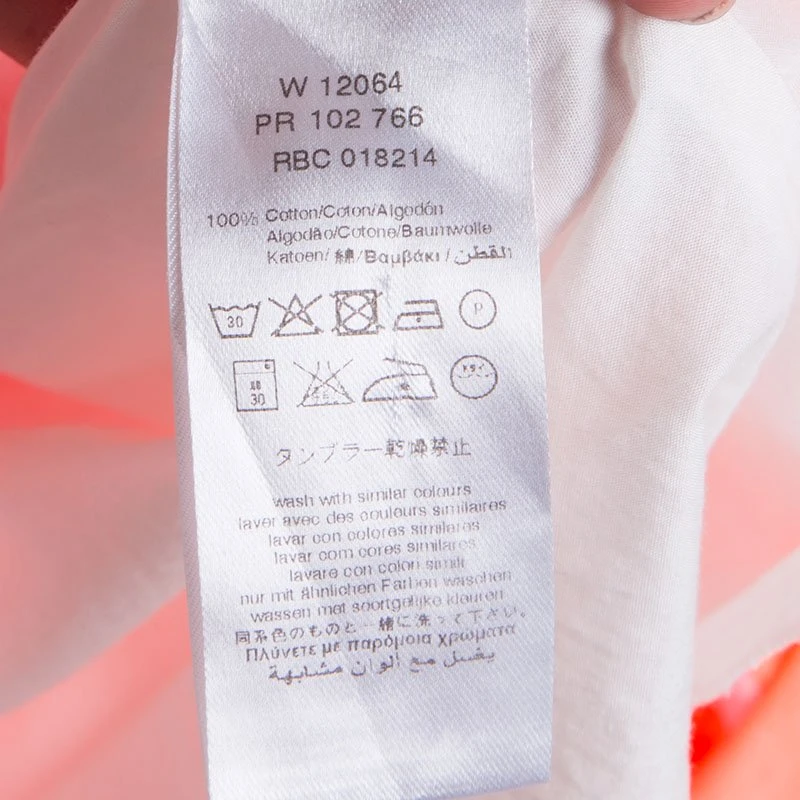 W 12064
PR 102 766
RBC 018214
100% Cotton/Coton/Algodón
Algodão/Cotone/Baumwolle
Katoen/ 綿/Βαμβάκι / القطن
30 P
30 ドライ
タンブラー乾燥禁止
wash with similar colours
laver avec des couleurs similaires
lavar con colores similares
lavar com cores similares
lavare con colori simili
nur mit ähnlichen Farben waschen
wassen met soortgelijke kleuren
同系色のものと一緒に洗って下さい。
Πλύνετε με παρόμοια χρώματα
يغسل مع ألوان مشابهة